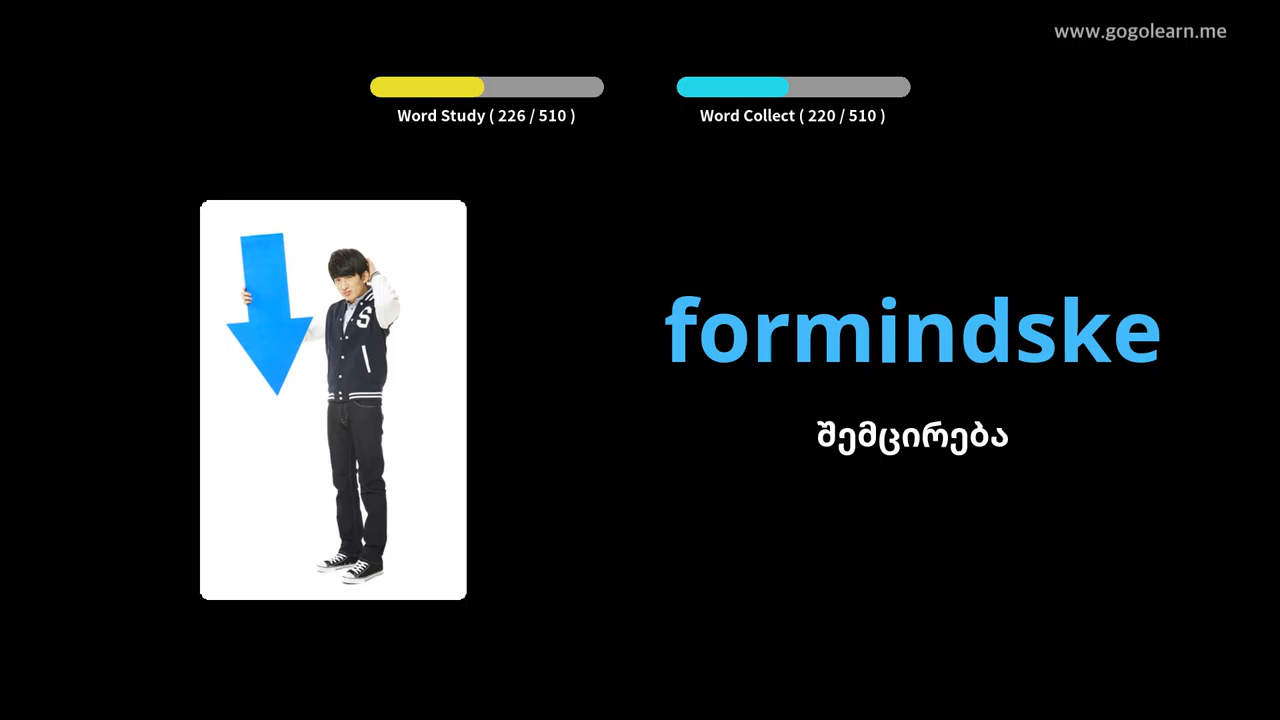 www.gogolearn.me
Word Study ( 226 / 510 )
Word Collect ( 220 / 510 )
S
formindske
შემცირება